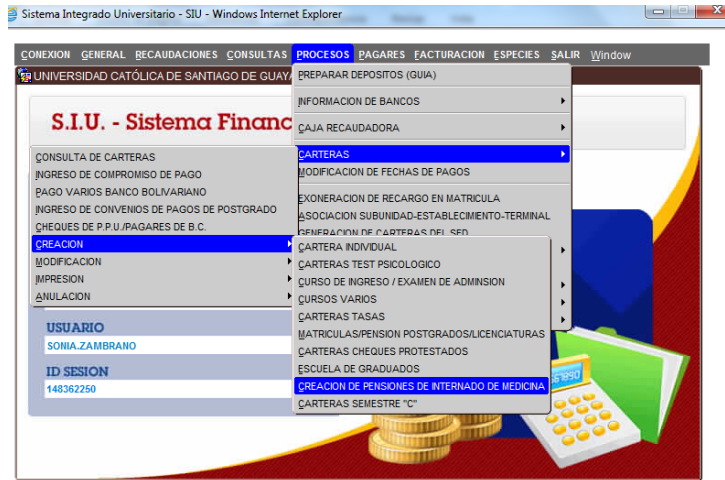 Sistema Integrado Universitario - SIU - Windows Internet Explorer
CONEXION GENERAL RECAUDACIONES CONSULTAS PROCESOS PAGARES FACTURACION ESPECIES SALIR Window
UNIVERSIDAD CATÓLICA DE SANTIAGO DE GUAYA
PREPARAR DEPOSITOS (GUIA)
INFORMACION DE BANCOS
S.I.U. - Sistema Financ
CAJA RECAUDADORA
CARTERAS
MODIFICACION DE FECHAS DE PAGOS
EXONERACION DE RECARGO EN MATRICULA
ASOCIACION SUBUNIDAD-ESTABLECIMENTO-TERMINAL
GENERACION DE CARTERAS DEL SED
CONSULTA DE CARTERAS
INGRESO DE COMPROMISO DE PAGO
PAGO VARIOS BANCO BOLIVARIANO
INGRESO DE CONVENIOS DE PAGOS DE POSTGRADO
CHEQUES DE P.P.U./PAGARES DE B.C.
CREACION
MODIFICACION
IMPRESION
ANULACION
CARTERA INDIVIDUAL
CARTERAS TEST PSICOLOGICO
CURSO DE INGRESO / EXAMEN DE ADMINSION
CURSOS VARIOS
CARTERAS TASAS
MATRICULAS/PENSION POSTGRADOS/LICENCIATURAS
CARTERAS CHEQUES PROTESTADOS
ESCUELA DE GRADUADOS
CREACION DE PENSIONES DE INTERNADO DE MEDICINA
CARTERAS SEMESTRE "C"
USUARIO
SONIA.ZAMBRANO
ID SESION
148362250